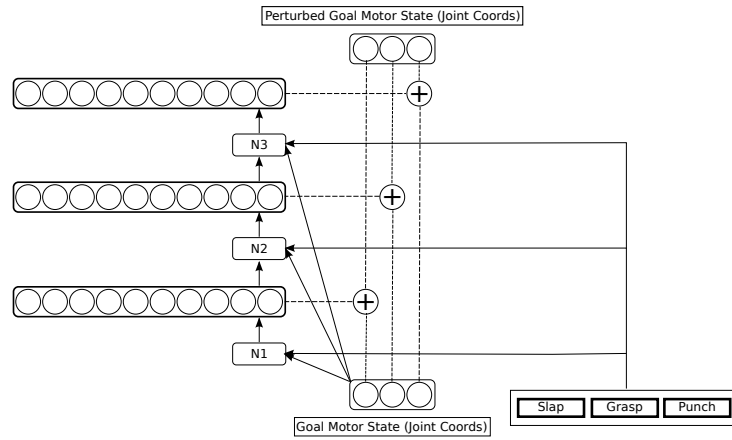 Perturbed Goal Motor State (Joint Coords)
+
N3
+
N2
+
N1
Slap Grasp Punch
Goal Motor State (Joint Coords)